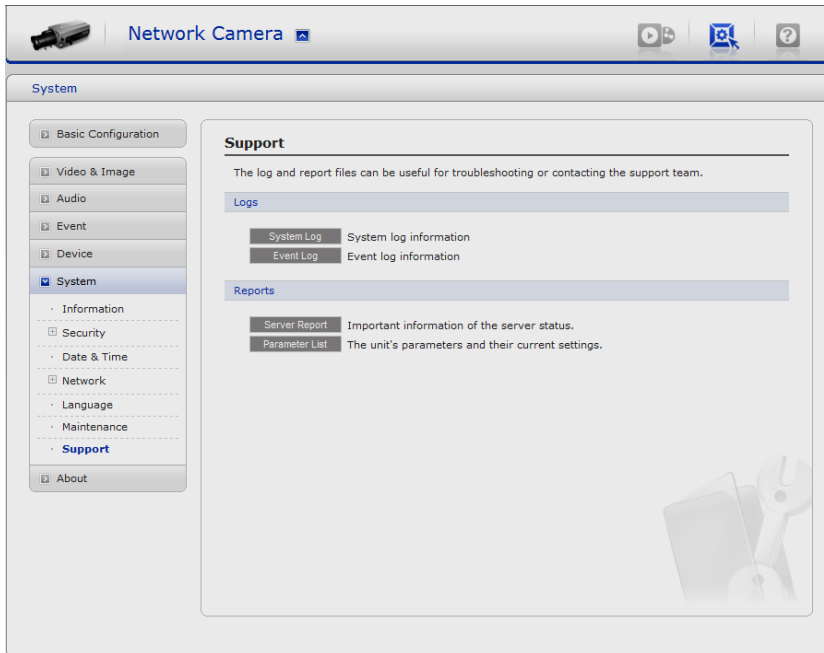 Network Camera
System
Basic Configuration
Video & Image
Audio
Event
Device
System
· Information
Security
· Date & Time
Network
· Language
· Maintenance
· Support
About
Support
The log and report files can be useful for troubleshooting or contacting the support team.
Logs
System Log System log information
Event Log Event log information
Reports
Server Report Important information of the server status.
Parameter List The unit's parameters and their current settings.